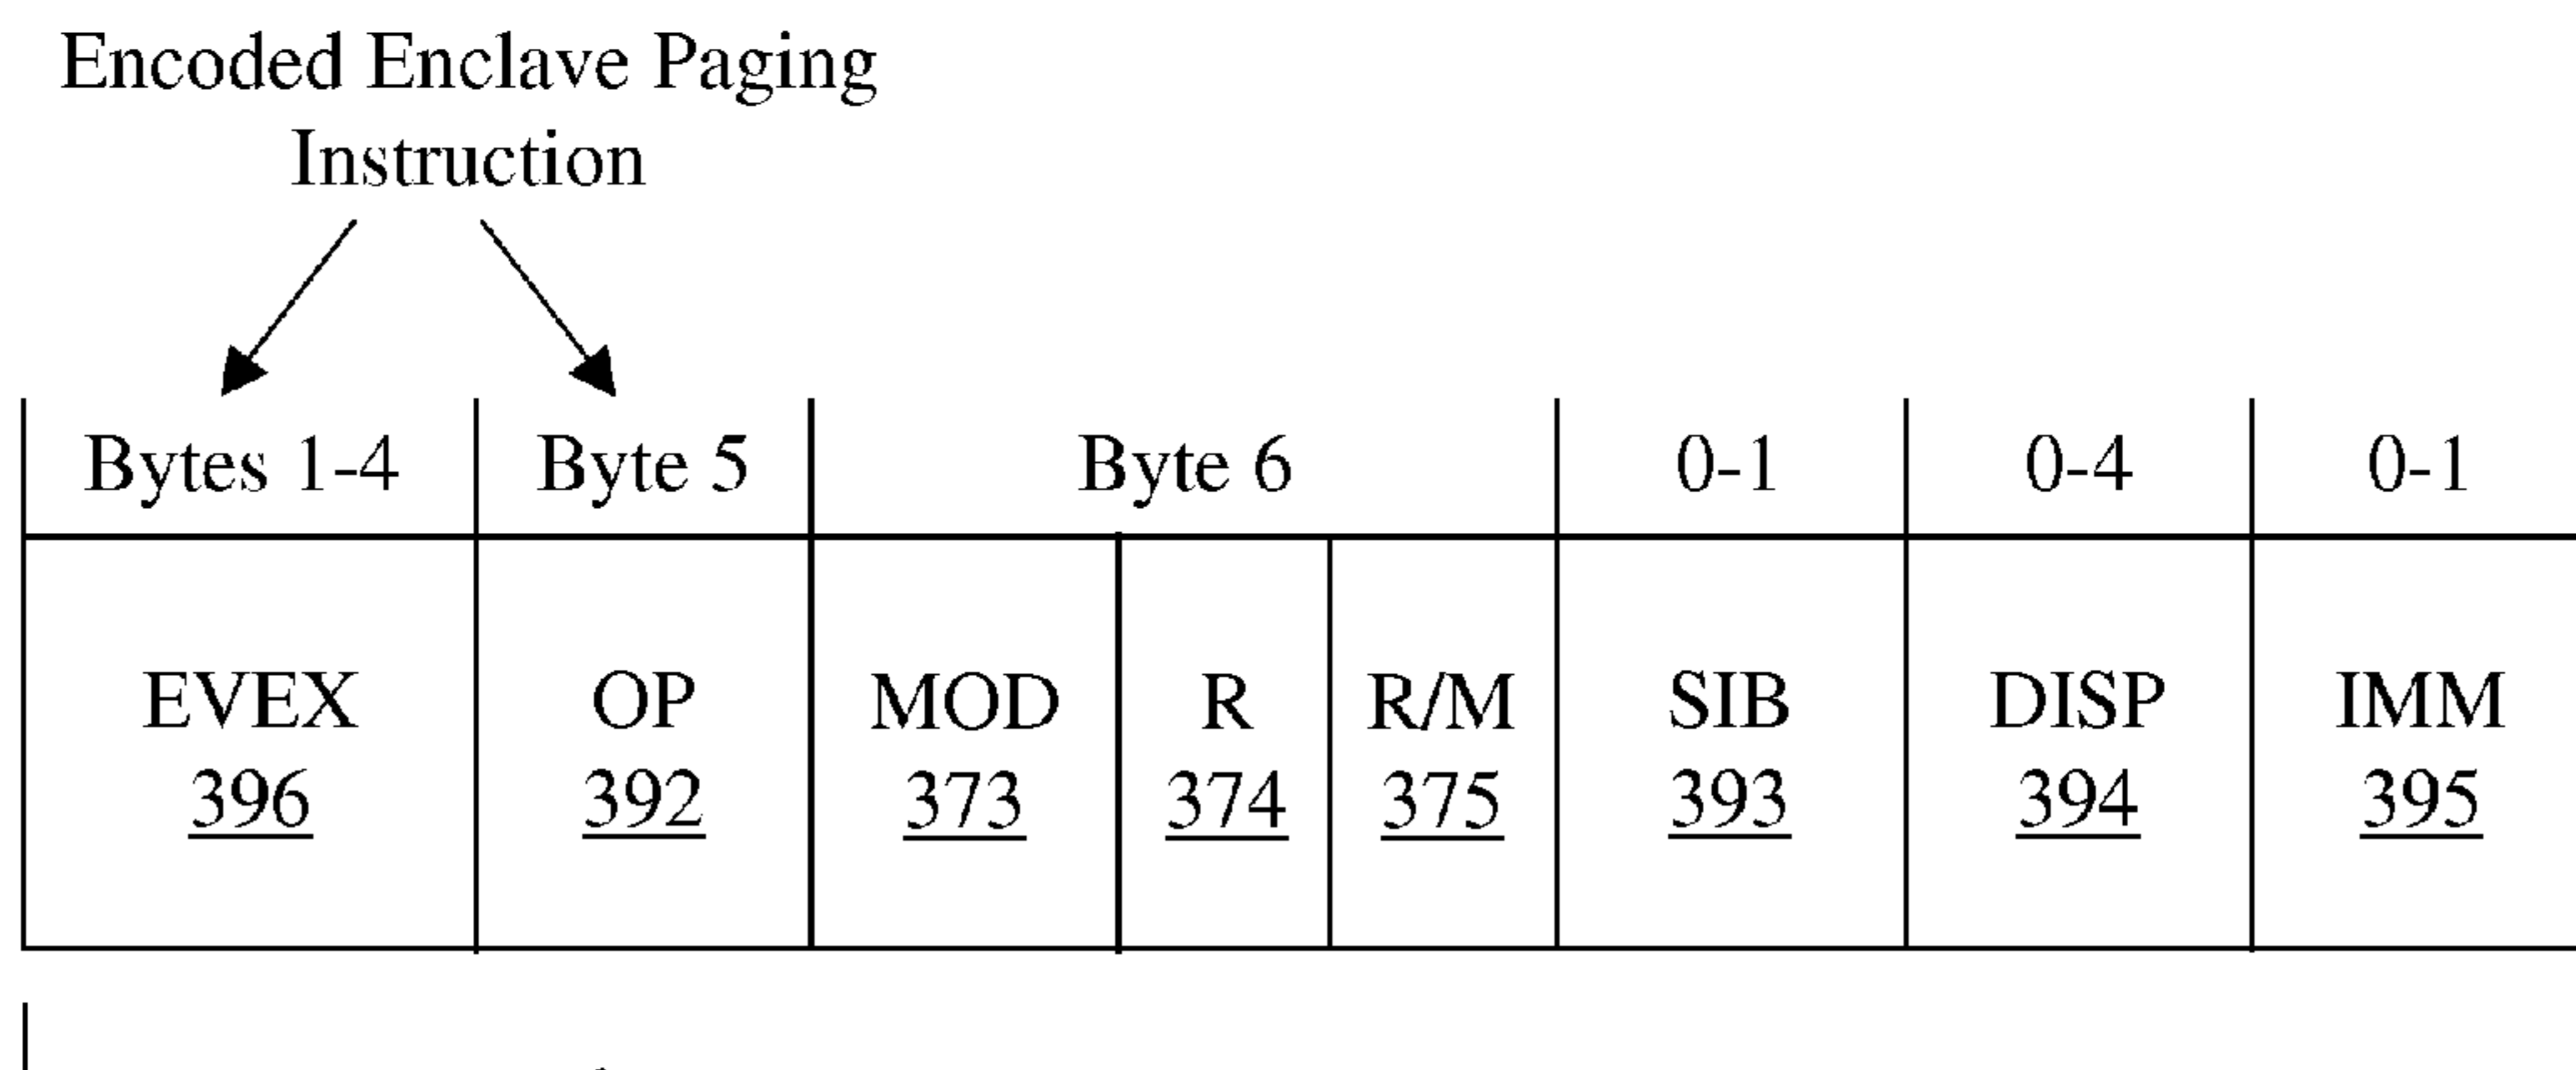 Encoded Enclave Paging
Instruction
Bytes 1-4 Byte 5 Byte 6 0-1 0-4 0-1
EVEX OP MOD R R/M SIB DISP IMM
396 392 373 374 375 393 394 395